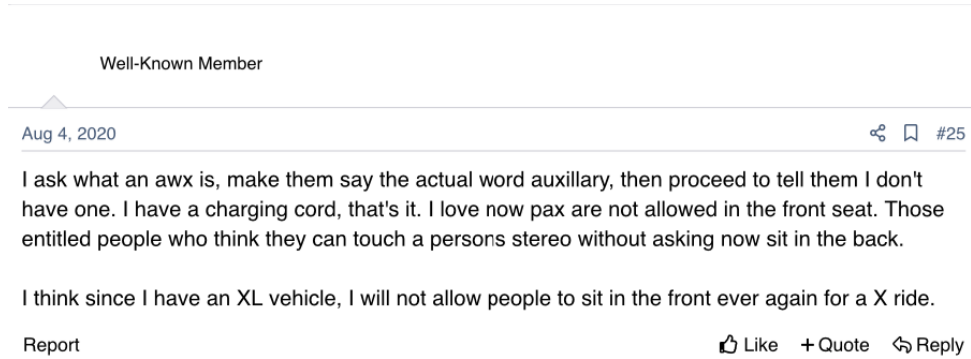 Well-Known Member
Aug 4, 2020 #25
I ask what an awx is, make them say the actual word auxillary, then proceed to tell them I don't
have one. I have a charging cord, that's it. I love now pax are not allowed in the front seat. Those
entitled people who think they can touch a persons stereo without asking now sit in the back.
I think since I have an XL vehicle, I will not allow people to sit in the front ever again for a X ride.
Report Like + Quote Reply